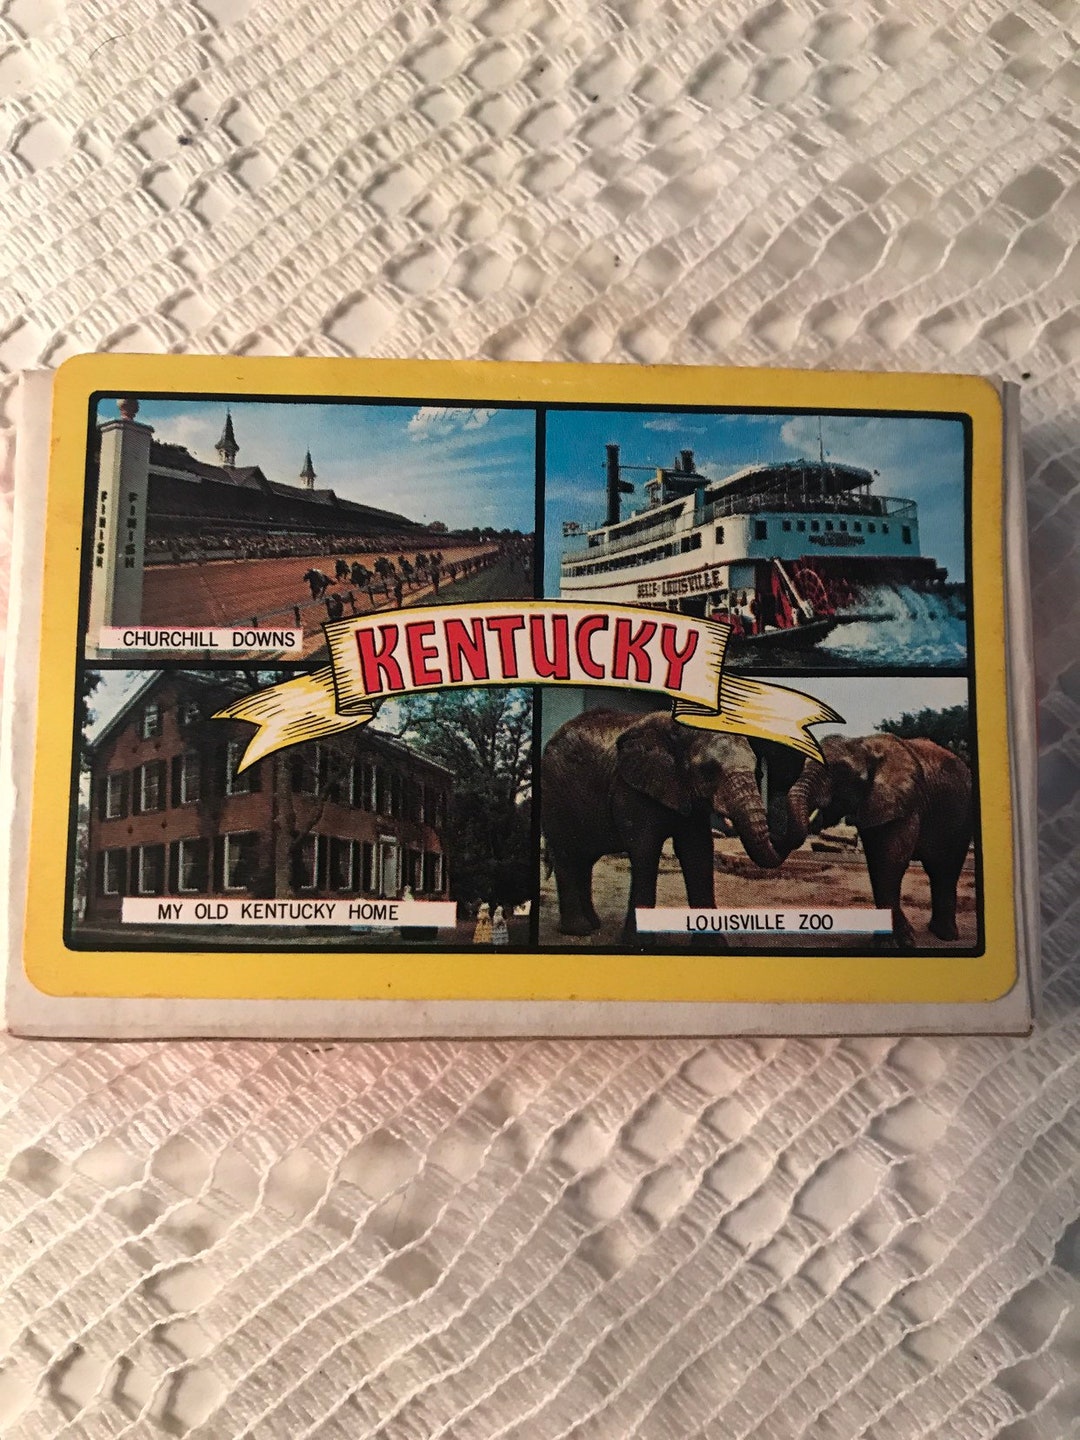 FINISH
FINISH
CHURCHILL DOWNS
BELLE OF LOUISVILLE
KENTUCKY
MY OLD KENTUCKY HOME
LOUISVILLE ZOO